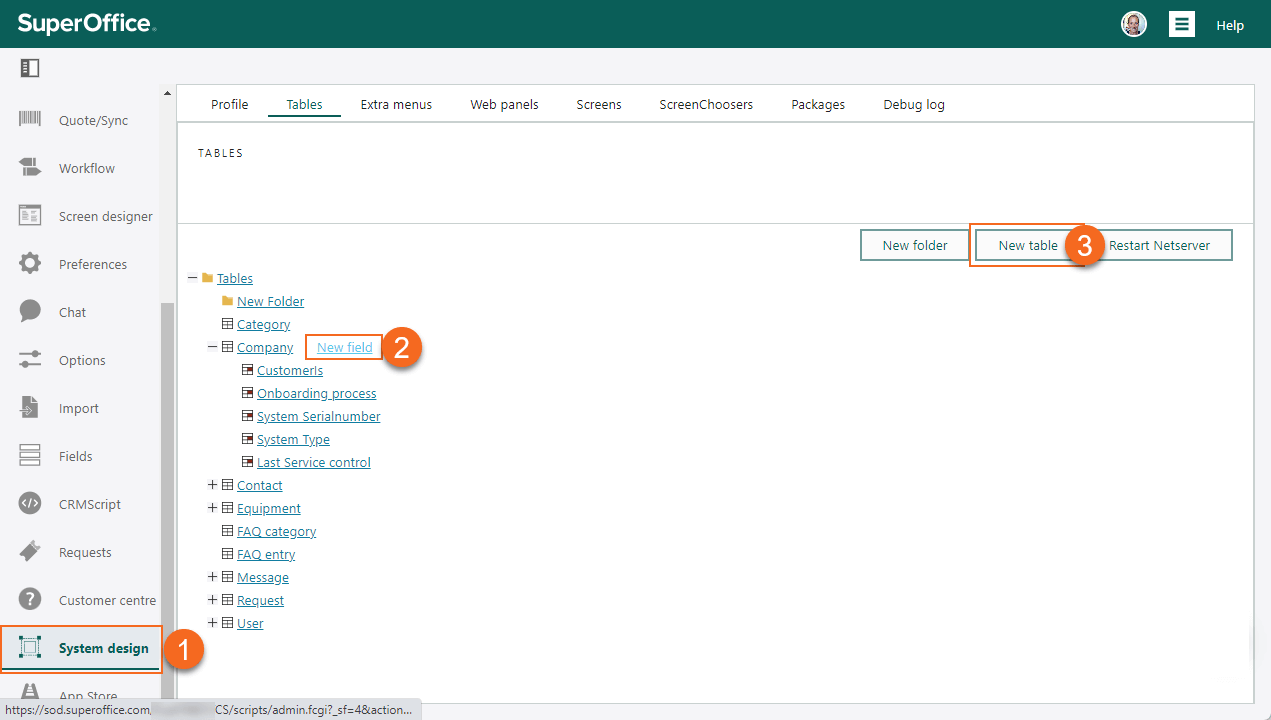 SuperOffice®
Help
Quote/Sync
Workflow
Screen designer
Preferences
Chat
Options
Import
Fields
CRMScript
Requests
Customer centre
System design
1
App Store
Profile Tables Extra menus Web panels Screens ScreenChoosers Packages Debug log
TABLES
New folder New table 3 Restart Netserver
Tables
New Folder
Category
Company New field 2
CustomerIs
Onboarding process
System Serialnumber
System Type
Last Service control
Contact
Equipment
FAQ category
FAQ entry
Message
Request
User
https://sod.superoffice.com/ CS/scripts/admin.fcgi?_sf=4&action...